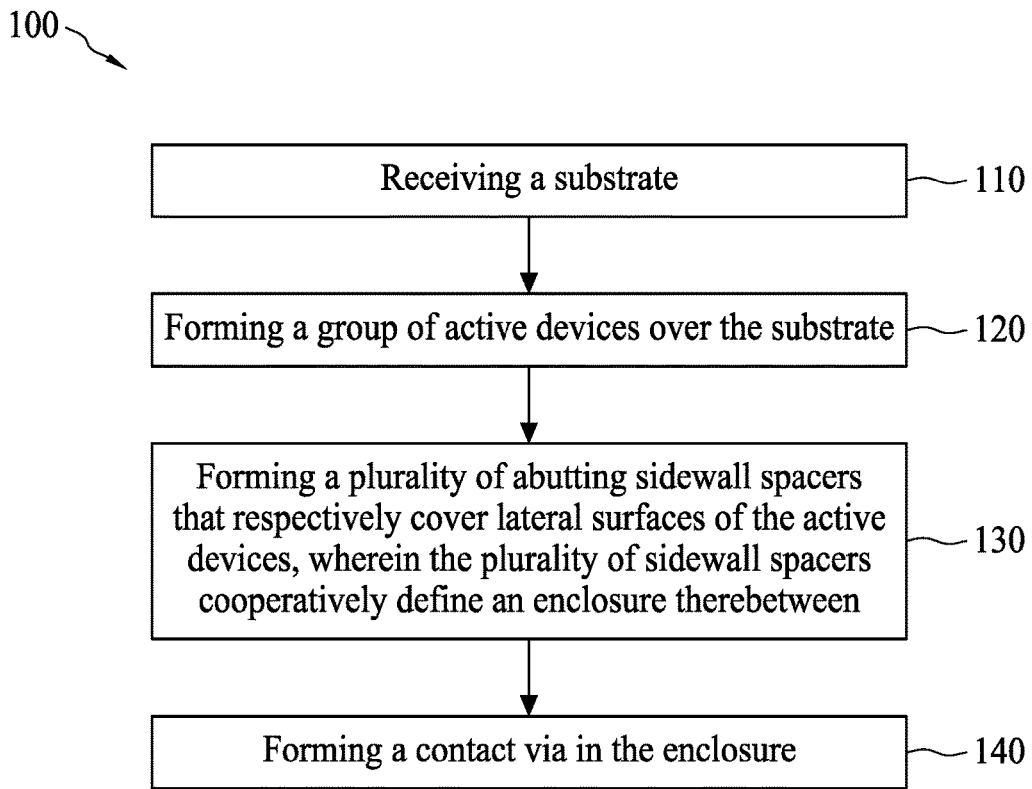 100
Receiving a substrate
110
Forming a group of active devices over the substrate
120
Forming a plurality of abutting sidewall spacers
that respectively cover lateral surfaces of the active
devices, wherein the plurality of sidewall spacers
cooperatively define an enclosure therebetween
130
Forming a contact via in the enclosure
140